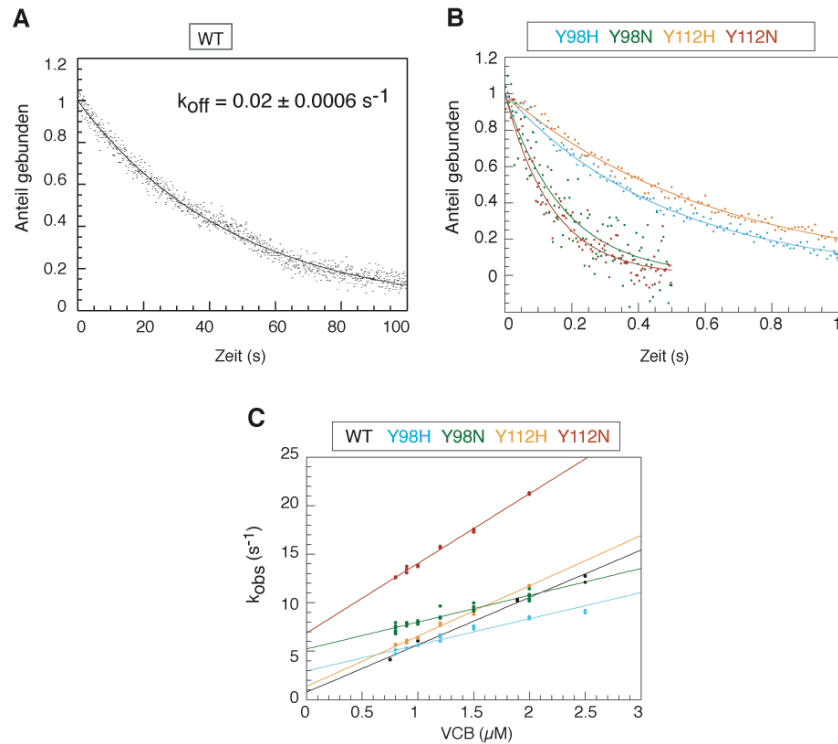 A
WT
1.2
1
0.8
0.6
0.4
0.2
0
Anteil gebunden
koff = 0.02 ± 0.0006 s-1
0 20 40 60 80 100
Zeit (s)
B
Y98H Y98N Y112H Y112N
1.2
1
0.8
0.6
0.4
0.2
0
Anteil gebunden
0 0.2 0.4 0.6 0.8 1
Zeit (s)
C
WT Y98H Y98N Y112H Y112N
25
20
15
10
5
0
kobs (s-1)
0 0.5 1 1.5 2 2.5 3
VCB (µM)